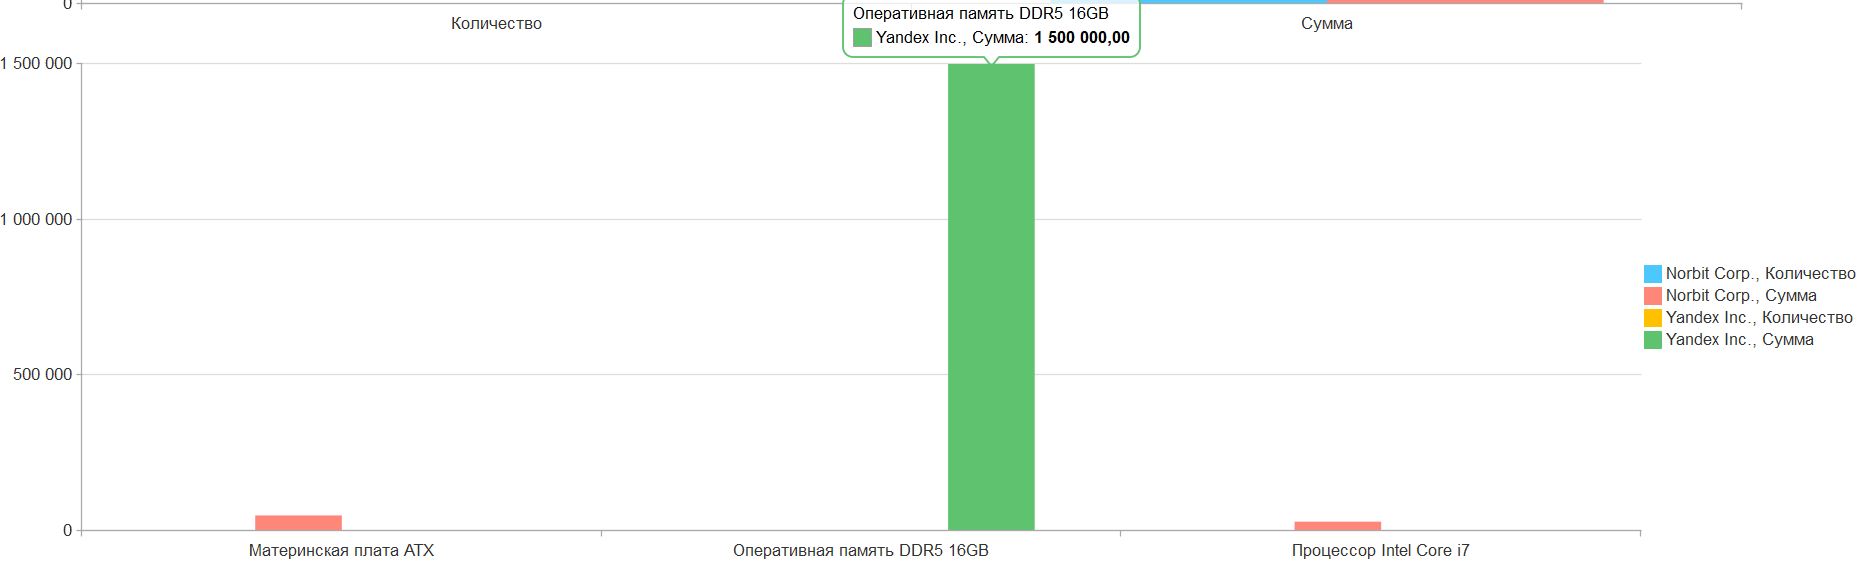 0
Количество
Сумма
Оперативная память DDR5 16GB
Yandex Inc., Сумма: 1 500 000,00
1 500 000
1 000 000
500 000
0
Материнская плата ATX
Оперативная память DDR5 16GB
Процессор Intel Core i7
Norbit Corp., Количество
Norbit Corp., Сумма
Yandex Inc., Количество
Yandex Inc., Сумма